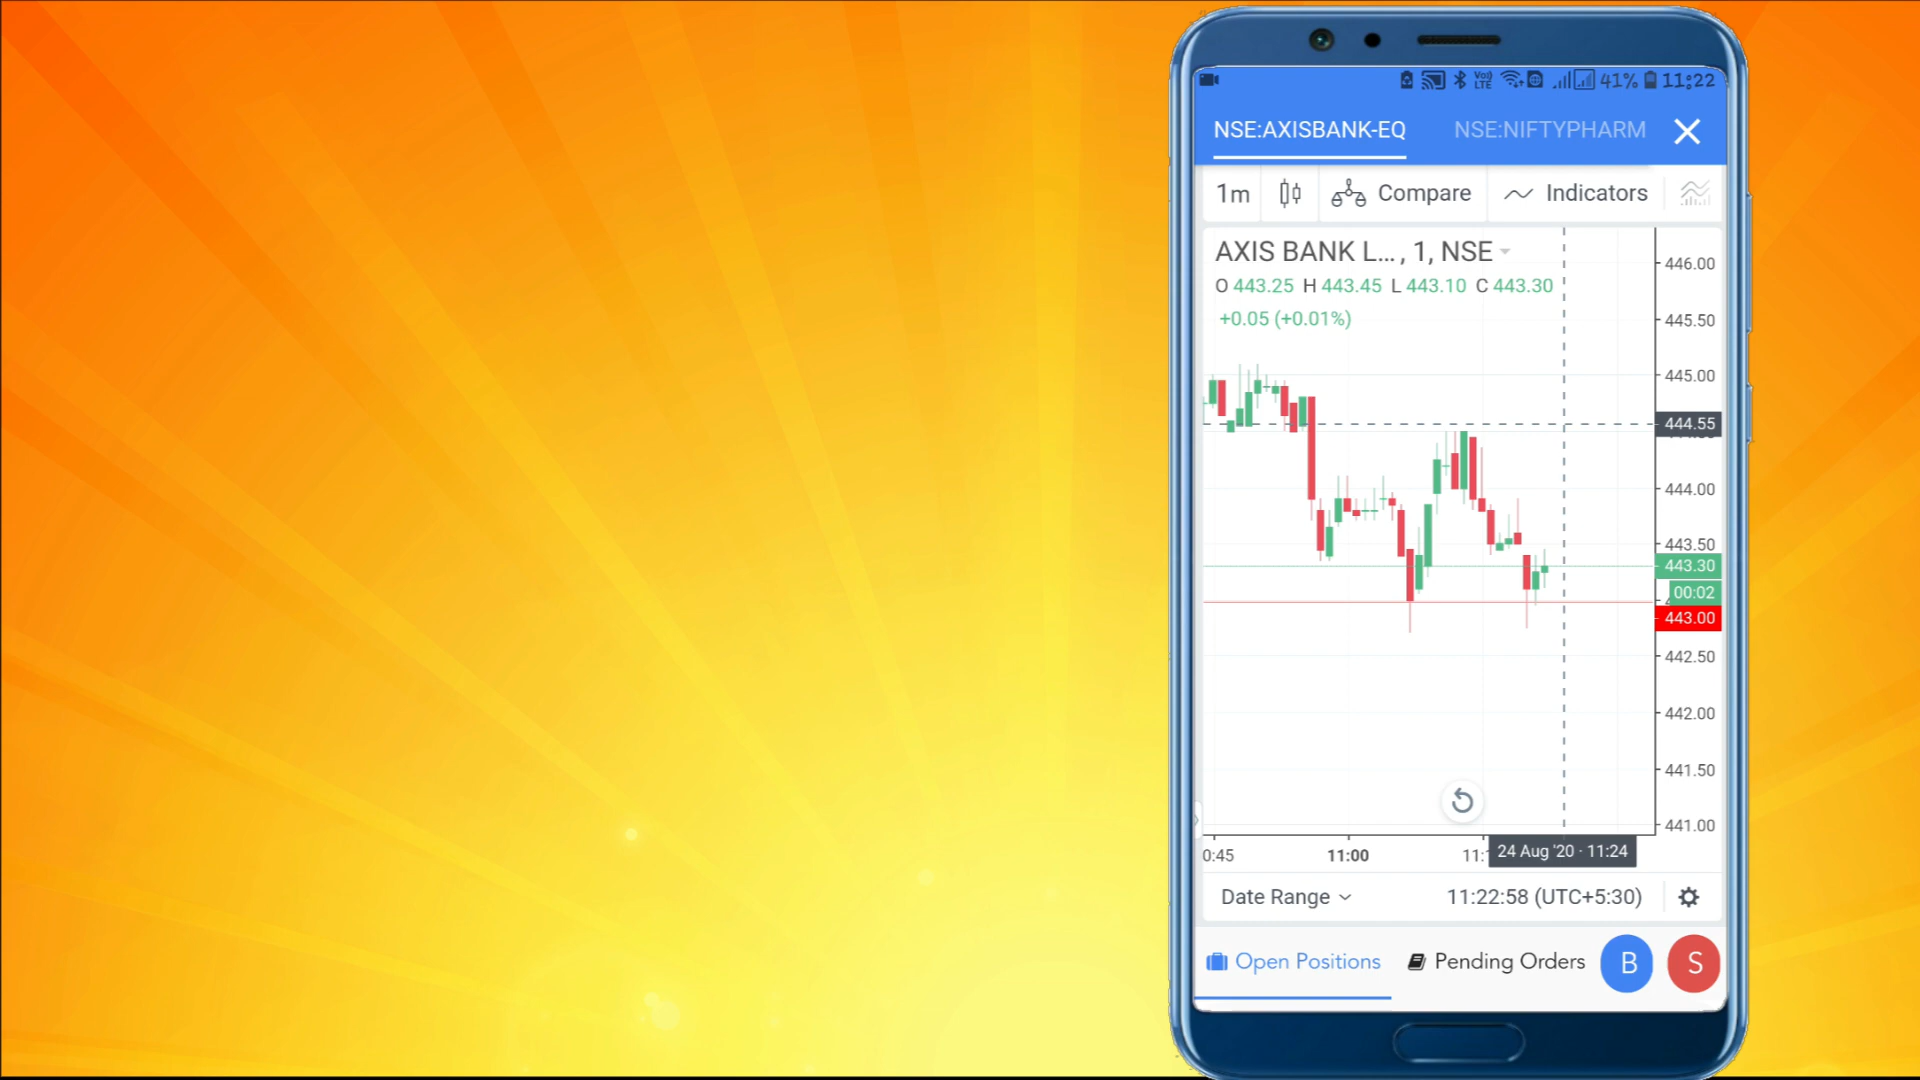 VoI) LTE 41% 11:22
NSE:AXISBANK-EQ NSE:NIFTYPHARM
1m Compare Indicators
AXIS BANK L... , 1, NSE
O 443.25 H 443.45 L 443.10 C 443.30
+0.05 (+0.01%)
446.00
445.50
445.00
444.55
444.00
443.50
443.30
00:02
443.00
442.50
442.00
441.50
441.00
0:45 11:00 11:1 24 Aug '20 · 11:24
Date Range 11:22:58 (UTC+5:30)
Open Positions Pending Orders B S